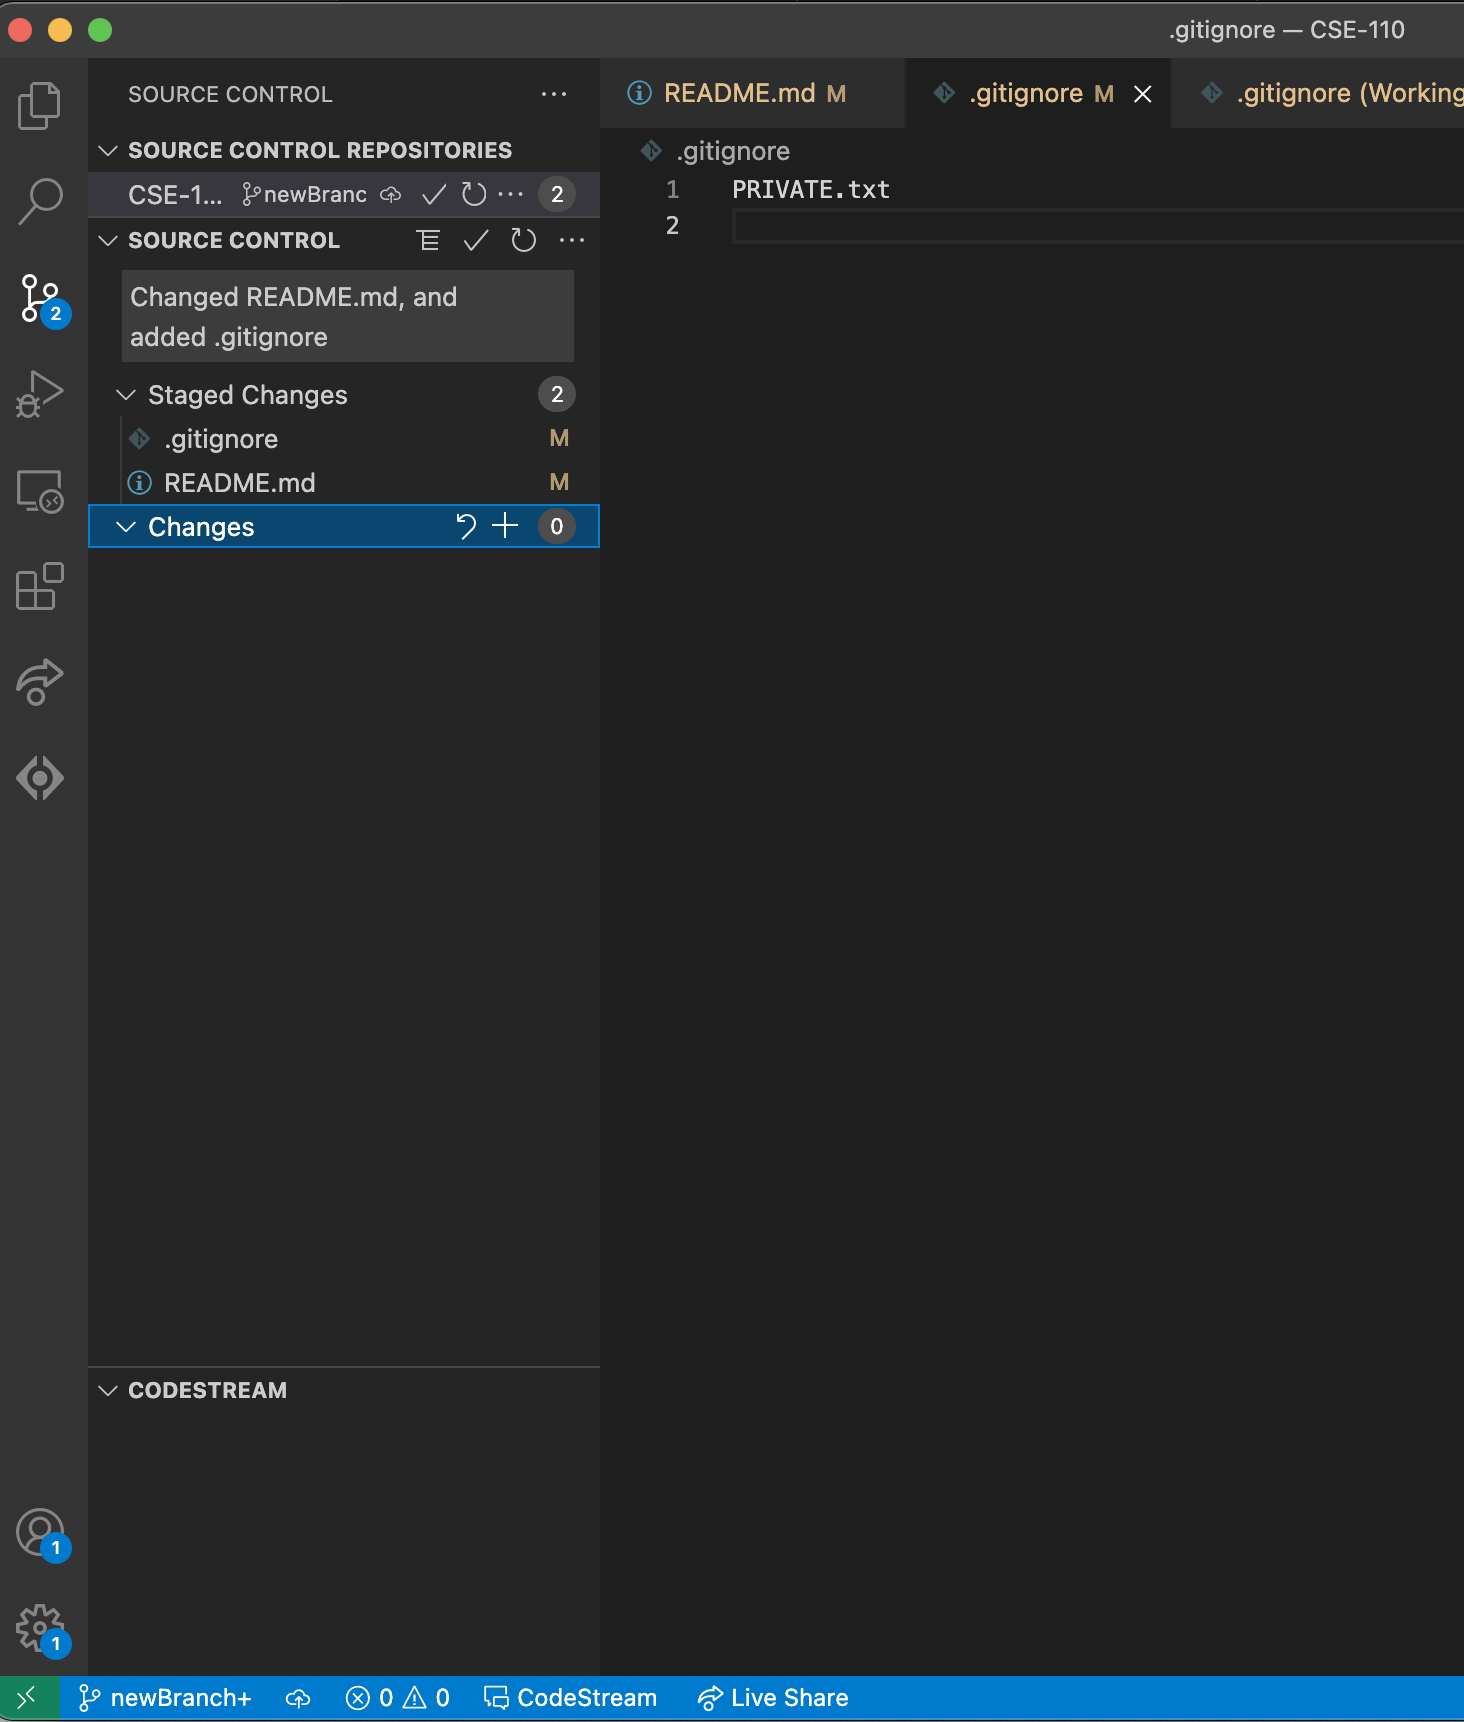 .gitignore — CSE-110
SOURCE CONTROL ...
README.md M
.gitignore M
.gitignore (Working
SOURCE CONTROL REPOSITORIES
CSE-1... newBranc ... 2
SOURCE CONTROL ...
Changed README.md, and
added .gitignore
Staged Changes 2
.gitignore M
README.md M
Changes 0
.gitignore
1 PRIVATE.txt
2
2
CODESTREAM
1
1
newBranch+ 0 0 CodeStream Live Share